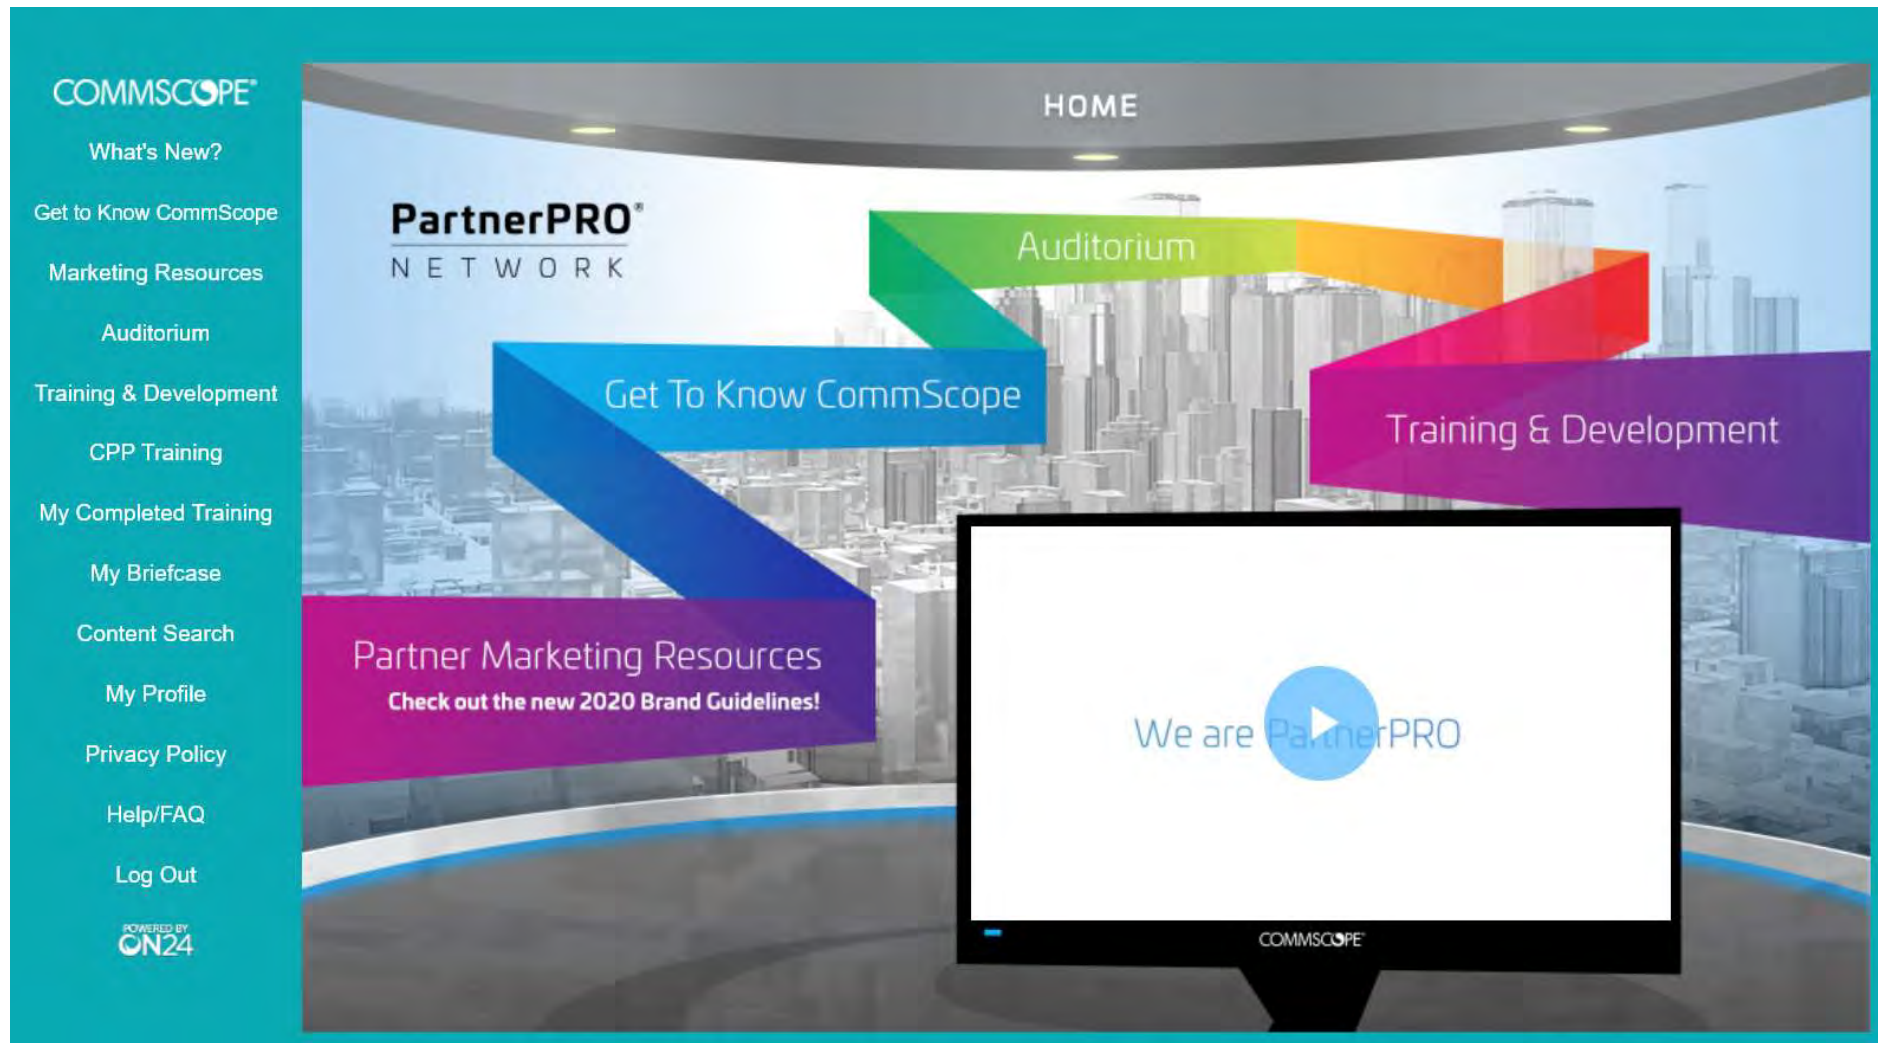 COMMSCOPE®
What's New?
Get to Know CommScope
Marketing Resources
Auditorium
Training & Development
CPP Training
My Completed Training
My Briefcase
Content Search
My Profile
Privacy Policy
Help/FAQ
Log Out
POWERED BY
ON24
HOME
PartnerPRO®
NETWORK
Auditorium
Get To Know CommScope
Training & Development
Partner Marketing Resources
Check out the new 2020 Brand Guidelines!
We are PartnerPRO
COMMSCOPE®